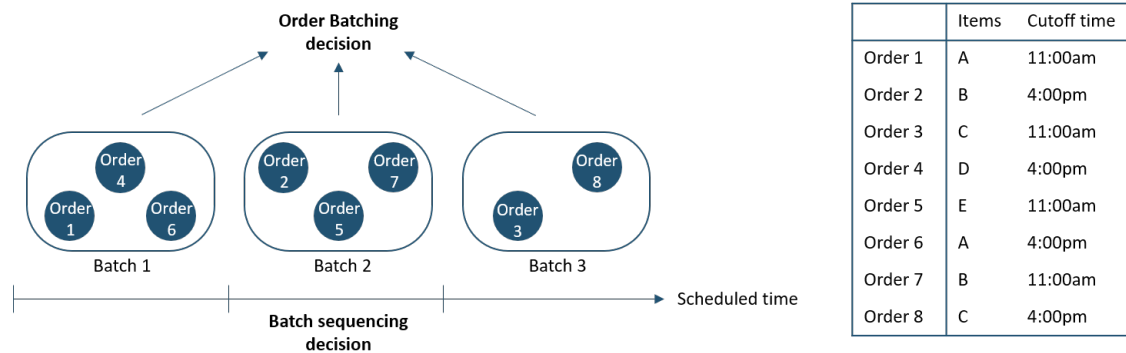 Order Batching
decision
Order
4
Order
1
Order
6
Batch 1
Order
2
Order
7
Order
5
Batch 2
Order
8
Order
3
Batch 3
Scheduled time
Batch sequencing
decision
Items Cutoff time
Order 1 A 11:00am
Order 2 B 4:00pm
Order 3 C 11:00am
Order 4 D 4:00pm
Order 5 E 11:00am
Order 6 A 4:00pm
Order 7 B 11:00am
Order 8 C 4:00pm